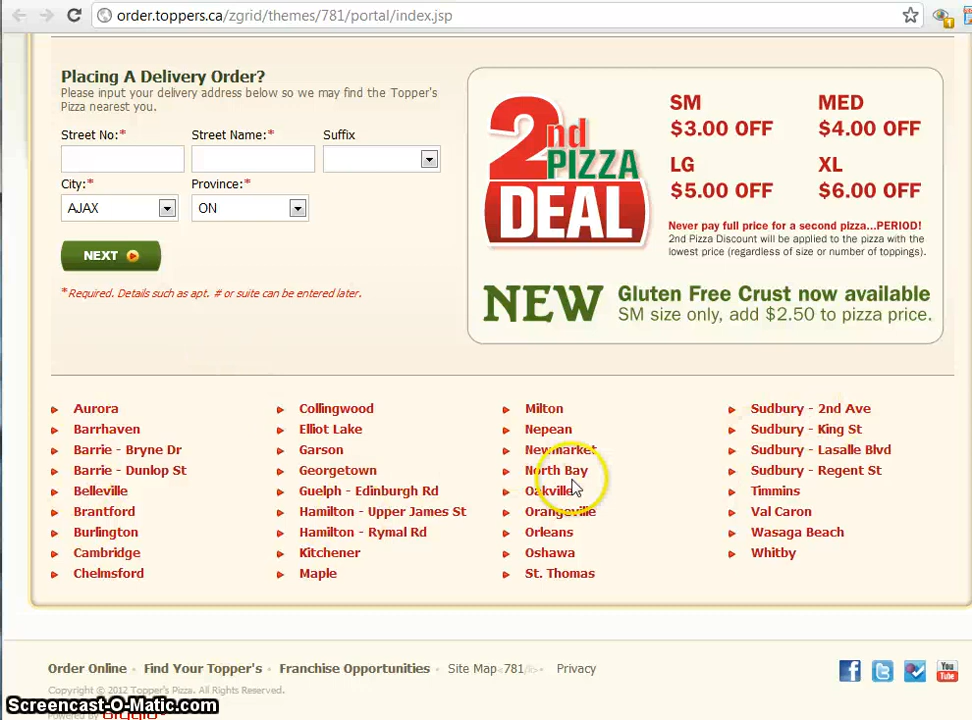 order.toppers.ca/zgrid/themes/781/portal/index.jsp
Placing A Delivery Order?
Please input your delivery address below so we may find the Topper's
Pizza nearest you.
Street No:* Street Name:* Suffix
City:* Province:*
AJAX ON
NEXT
*Required. Details such as apt. # or suite can be entered later.
2nd
PIZZA
DEAL
SM MED
$3.00 OFF $4.00 OFF
LG XL
$5.00 OFF $6.00 OFF
Never pay full price for a second pizza...PERIOD!
2nd Pizza Discount will be applied to the pizza with the
lowest price (regardless of size or number of toppings).
NEW Gluten Free Crust now available
SM size only, add $2.50 to pizza price.
Aurora
Barrhaven
Barrie - Bryne Dr
Barrie - Dunlop St
Belleville
Brantford
Burlington
Cambridge
Chelmsford
Collingwood
Elliot Lake
Garson
Georgetown
Guelph - Edinburgh Rd
Hamilton - Upper James St
Hamilton - Rymal Rd
Kitchener
Maple
Milton
Nepean
Newmarket
North Bay
Oakville
Orangeville
Orleans
Oshawa
St. Thomas
Sudbury - 2nd Ave
Sudbury - King St
Sudbury - Lasalle Blvd
Sudbury - Regent St
Timmins
Val Caron
Wasaga Beach
Whitby
Order Online Find Your Topper's Franchise Opportunities Site Map<781/> Privacy
Copyright © 2012 Topper's Pizza. All Rights Reserved.
Screencast-O-Matic.com
Powered by
You
Tube